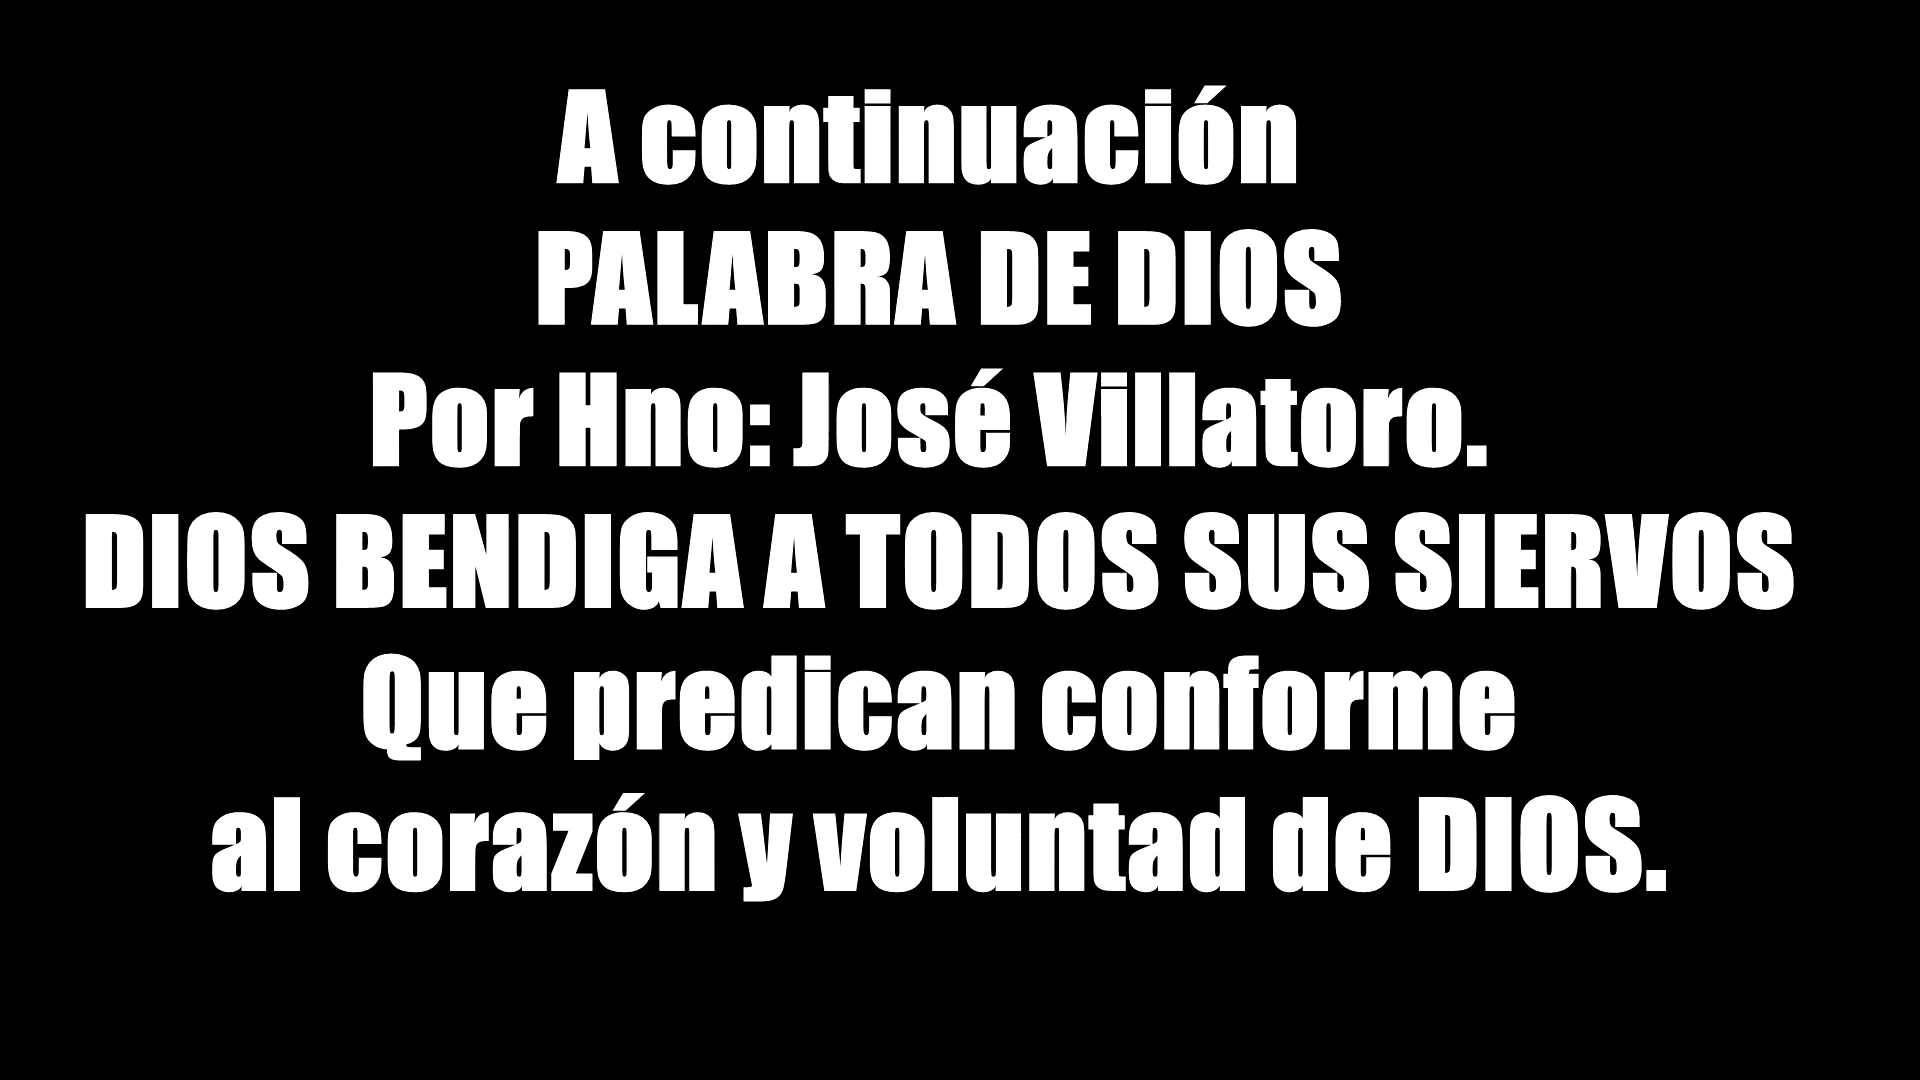 A continuación
PALABRA DE DIOS
Por Hno: José Villatoro.
DIOS BENDIGA A TODOS SUS SIERVOS
Que predican conforme
al corazón y voluntad de DIOS.